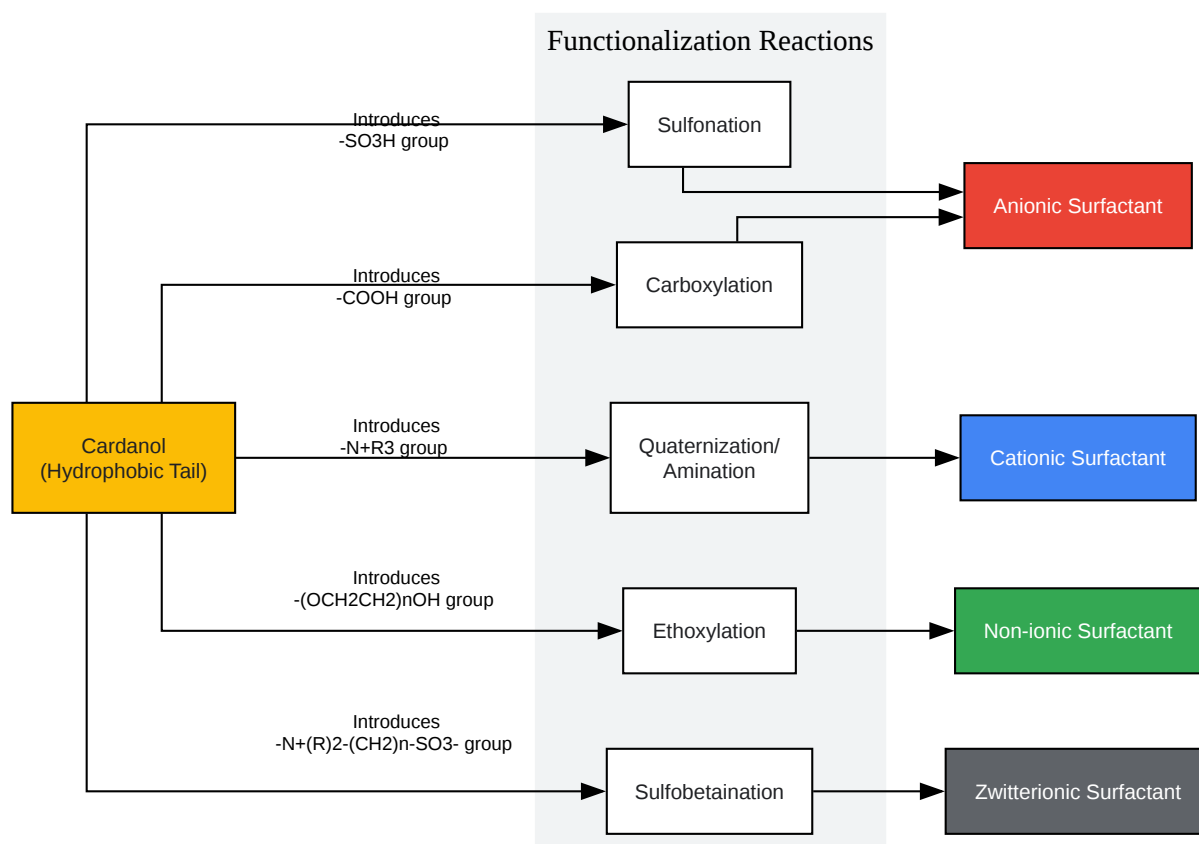 Functionalization Reactions
Introduces
-SO3H group
Sulfonation
Anionic Surfactant
Introduces
-COOH group
Carboxylation
Cardanol
(Hydrophobic Tail)
Introduces
-N+R3 group
Quaternization/
Amination
Cationic Surfactant
Introduces
-(OCH2CH2)nOH group
Ethoxylation
Non-ionic Surfactant
Introduces
-N+(R)2-(CH2)n-SO3- group
Sulfobetaination
Zwitterionic Surfactant